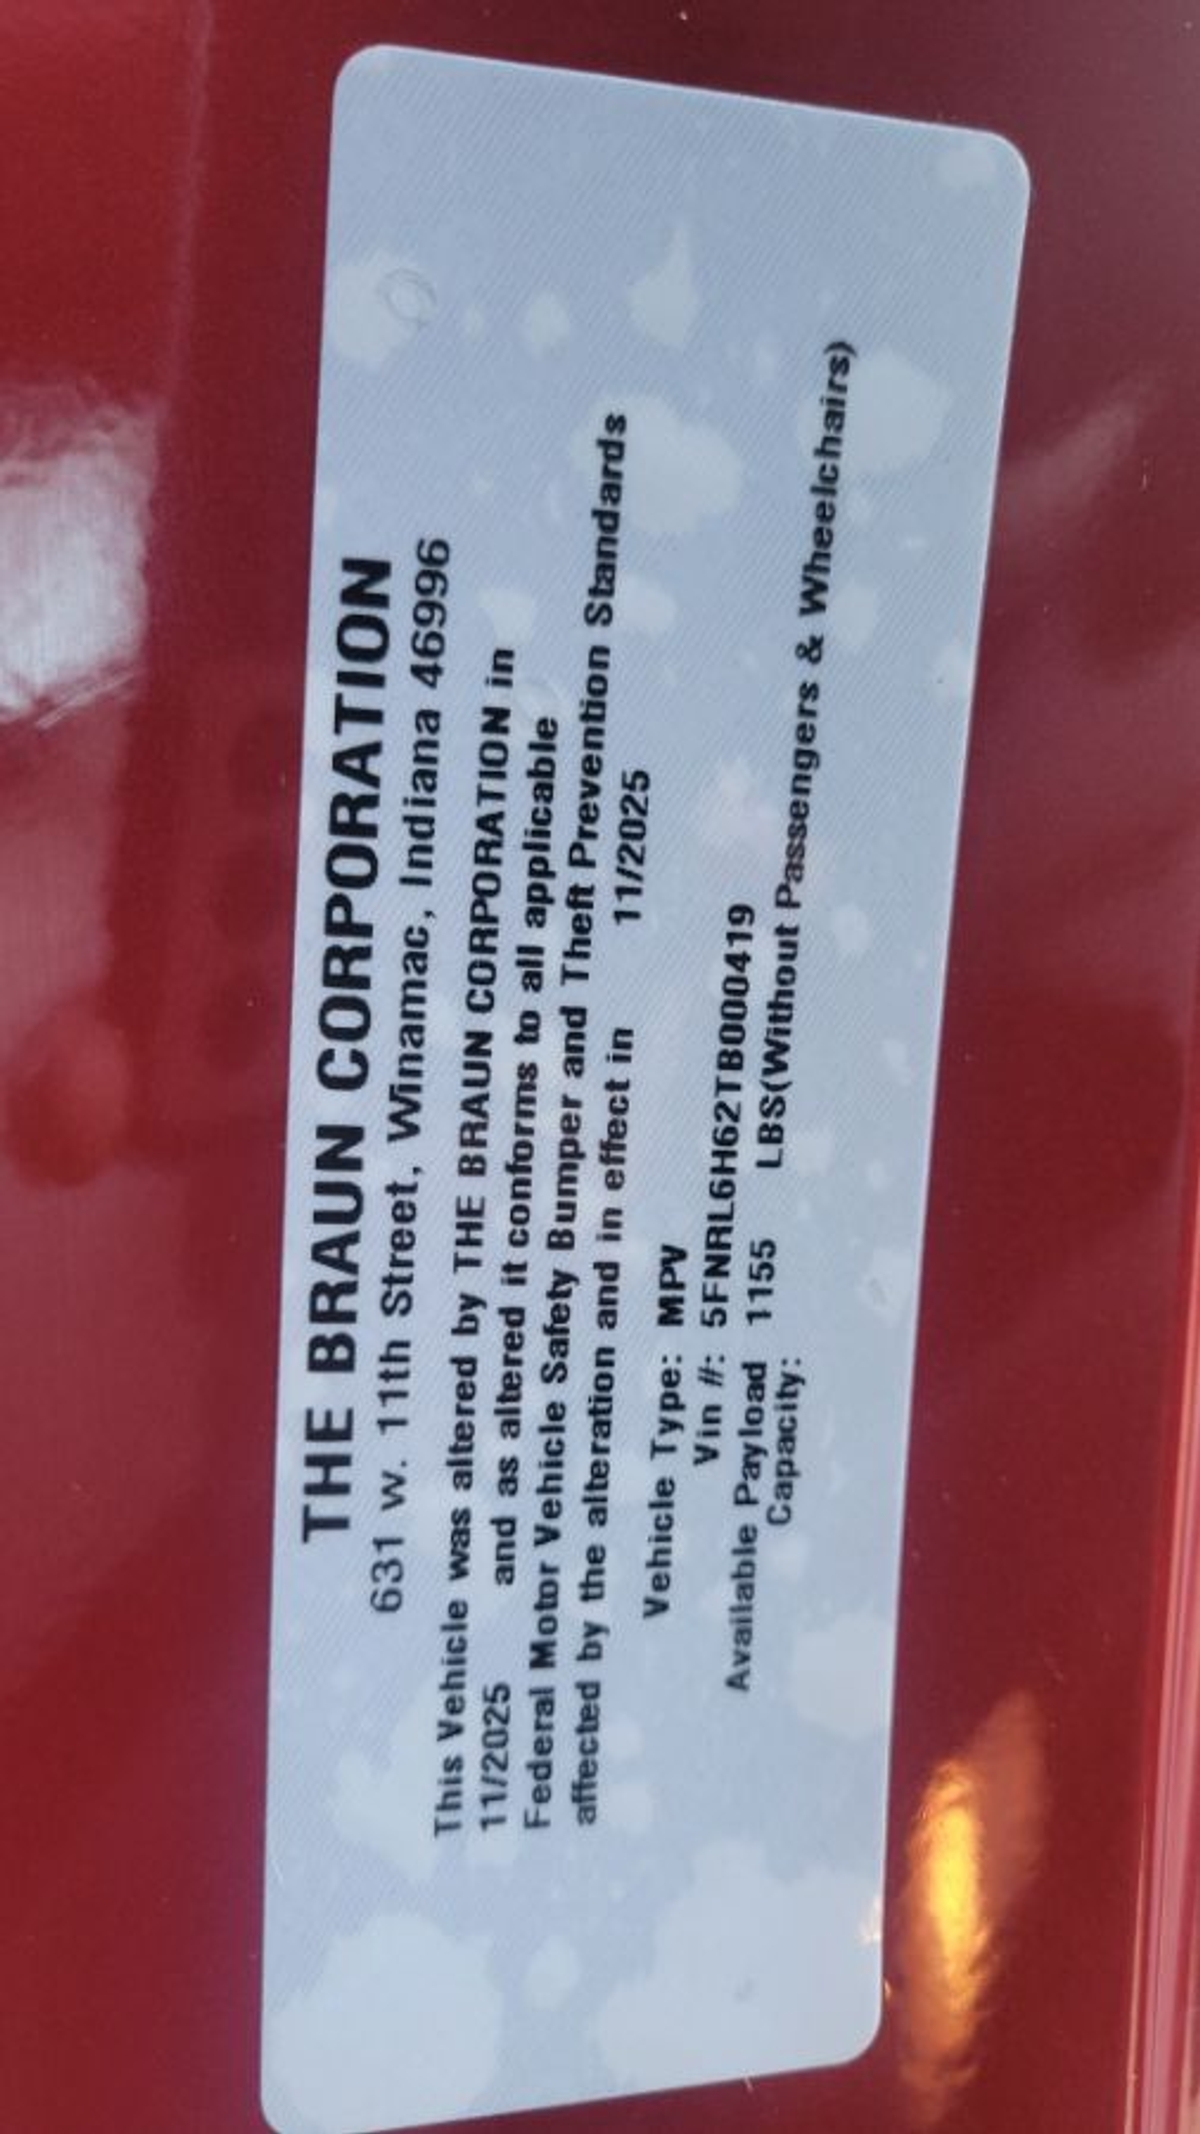 THE BRAUN CORPORATION
631 w. 11th Street, Winamac, Indiana 46996
This Vehicle was altered by THE BRAUN CORPORATION in
11/2025 and as altered it conforms to all applicable
Federal Motor Vehicle Safety Bumper and Theft Prevention Standards
affected by the alteration and in effect in 11/2025
Vehicle Type: MPV
Vin #: 5FNRL6H62TB000419
Available Payload 1155 LBS(Without Passengers & Wheelchairs)
Capacity: